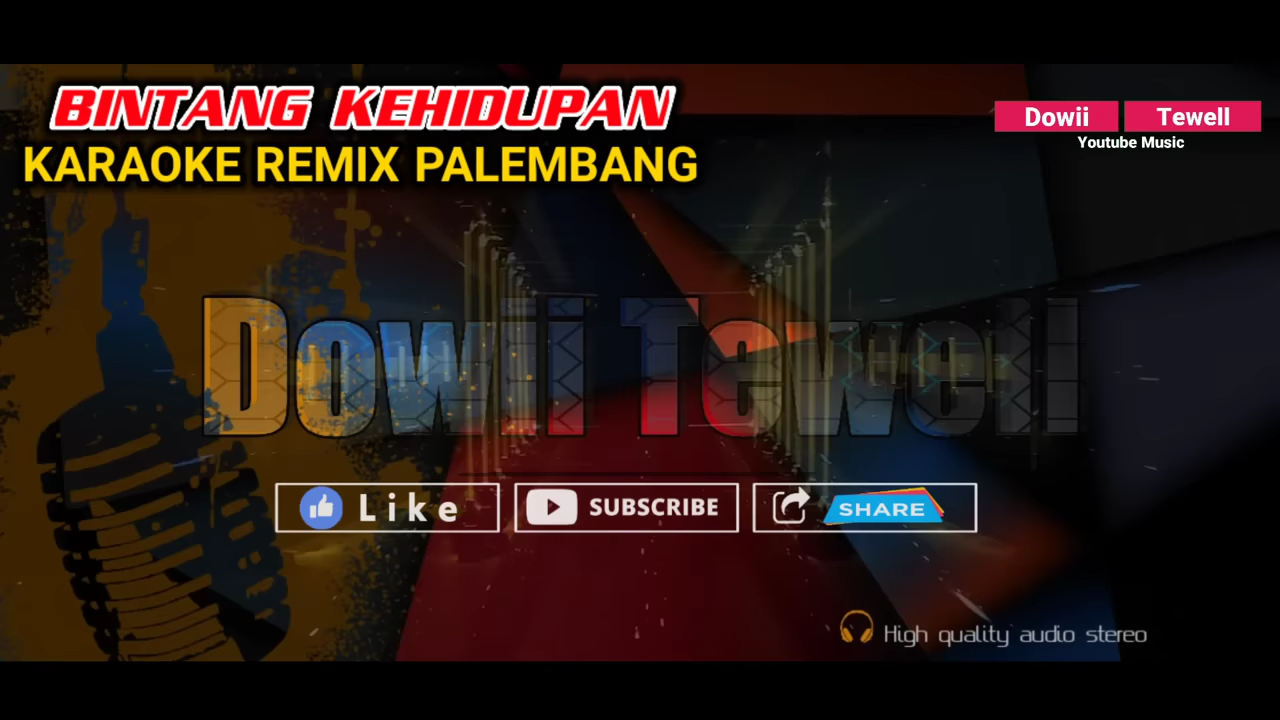 BINTANG KEHIDUPAN
KARAOKE REMIX PALEMBANG
Dowii Tewell
Youtube Music
Dowii Tewell
Like SUBSCRIBE SHARE
High quality audio stereo